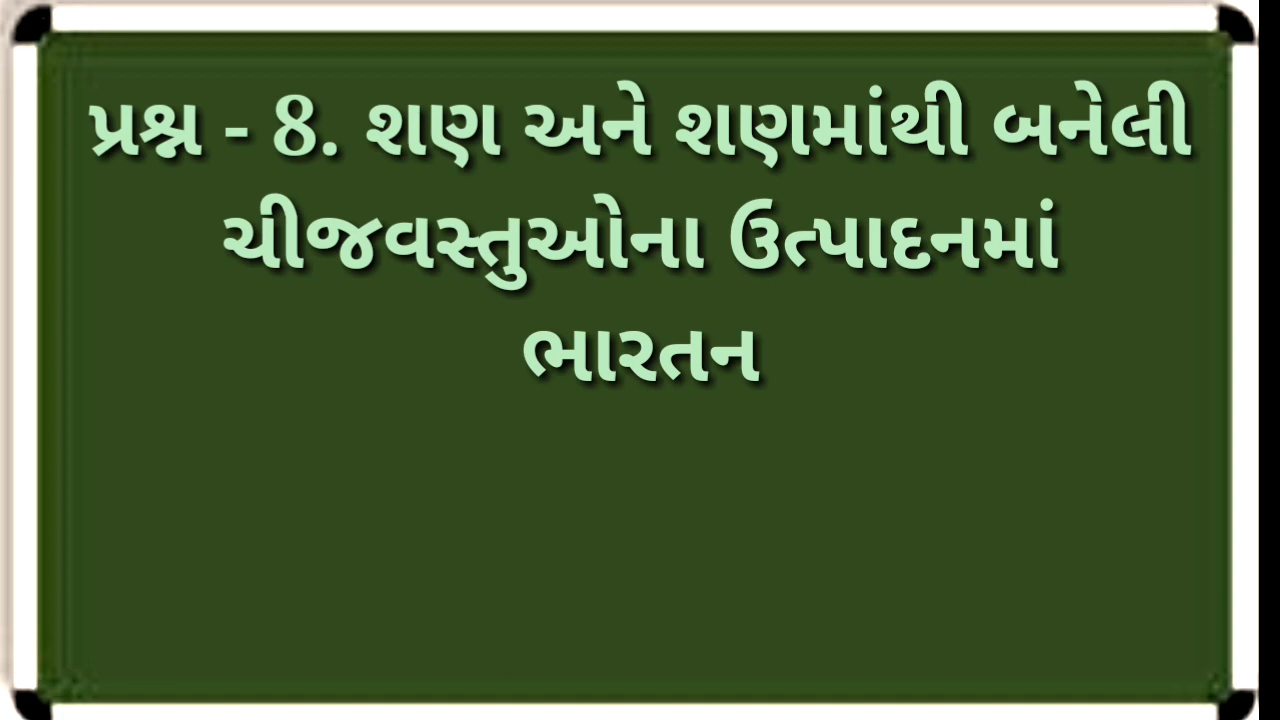 પ્રશ્ન - 8. શણ અને શણમાંથી બનેલી
ચીજવસ્તુઓના ઉત્પાદનમાં
ભારતન